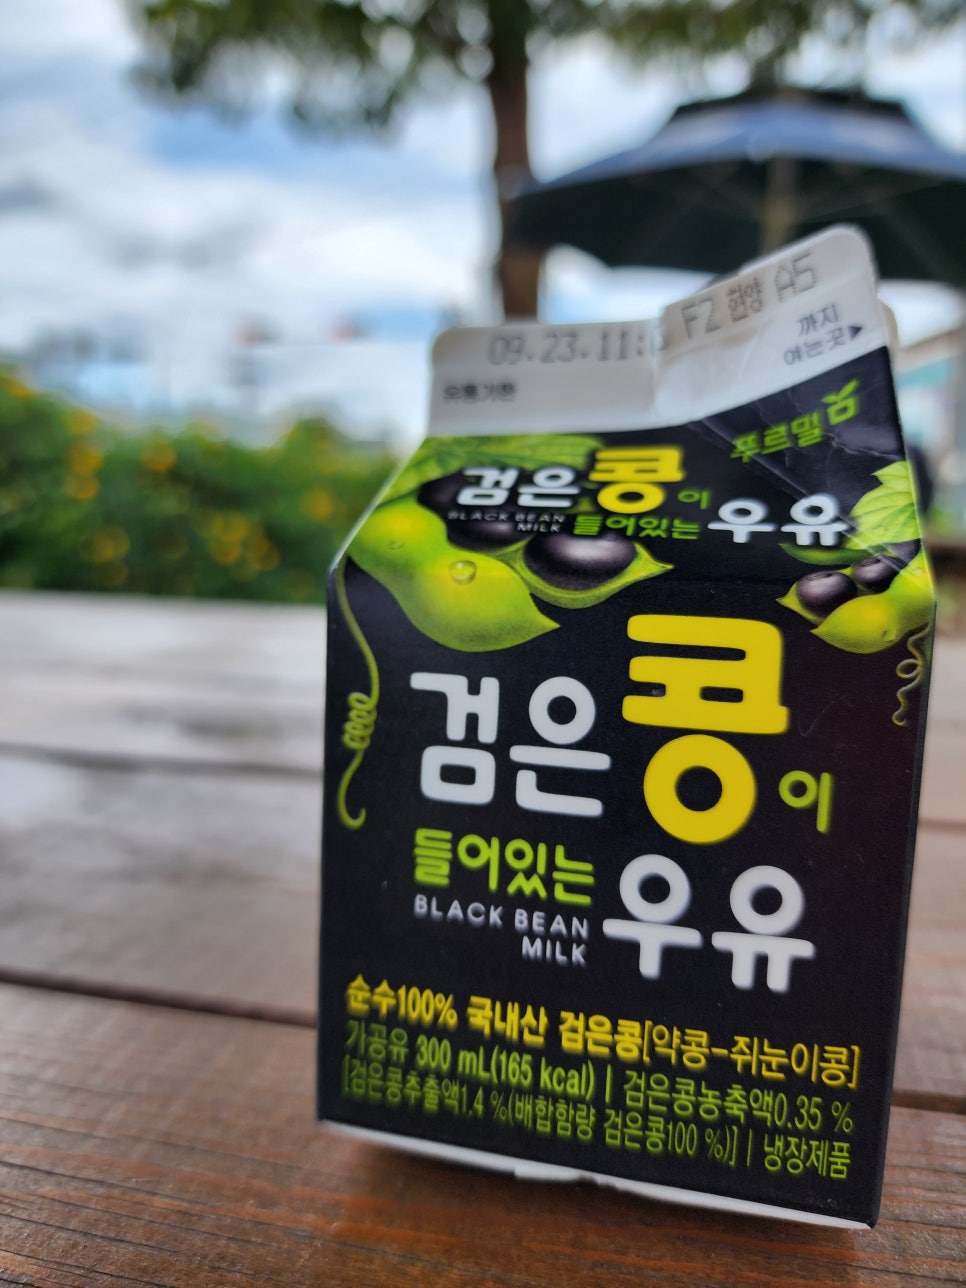 09.23.11: F2 함양 A5
까지
여는곳▶
유통기한
푸르밀
검은콩이
BLACK BEAN
MILK
들어있는 우유
검은콩이
들어있는 우유
BLACK BEAN
MILK
순수100% 국내산 검은콩[약콩-쥐눈이콩]
가공유 300 mL(165 kcal) | 검은콩농축액0.35 %
[검은콩추출액1.4 %(배합함량 검은콩100 %)] | 냉장제품